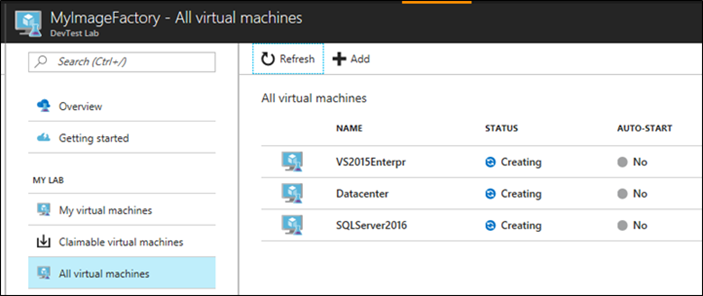 MyImageFactory - All virtual machines
DevTest Lab
Search (Ctrl+/)
Overview
Getting started
MY LAB
My virtual machines
Claimable virtual machines
All virtual machines
Refresh Add
All virtual machines
NAME STATUS AUTO-START
VS2015Enterpr Creating No
Datacenter Creating No
SQLServer2016 Creating No